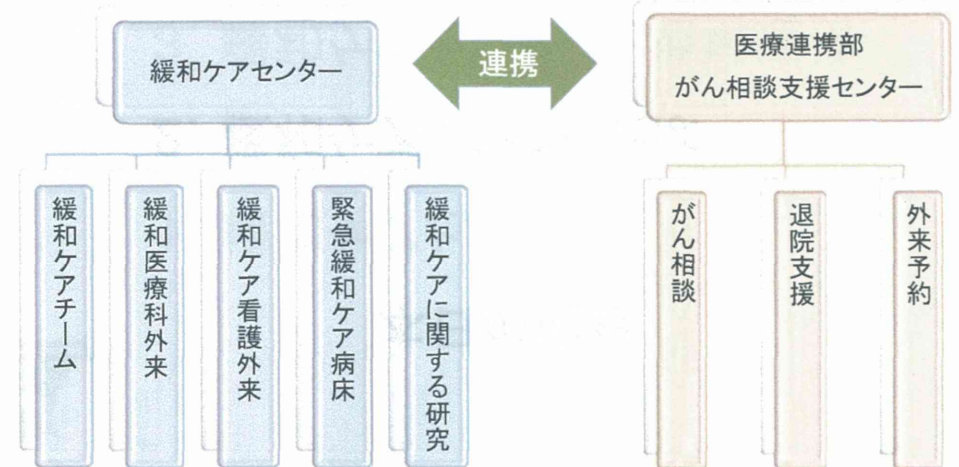 緩和ケアセンター
連携
医療連携部
がん相談支援センター
緩和ケアチーム
緩和医療科外来
緩和ケア看護外来
緊急緩和ケア病床
緩和ケアに関する研究
がん相談
退院支援
外来予約